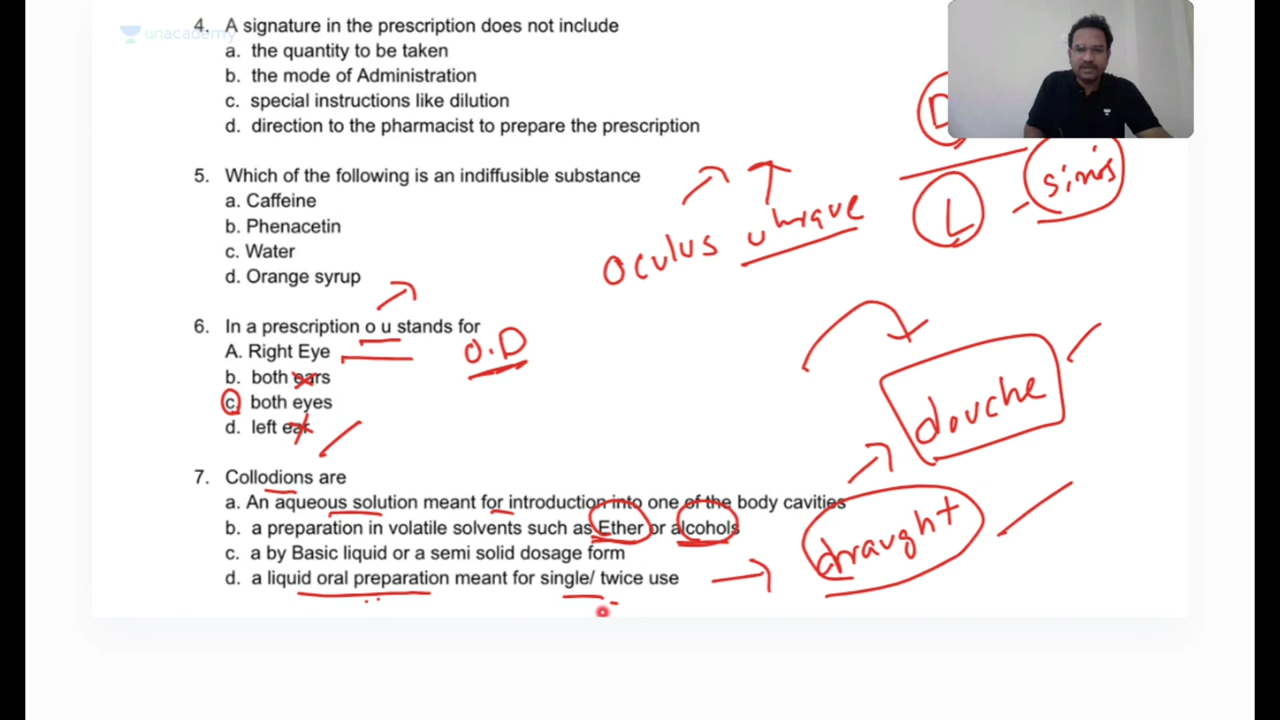 unacademy
4. A signature in the prescription does not include
a. the quantity to be taken
b. the mode of Administration
c. special instructions like dilution
d. direction to the pharmacist to prepare the prescription
5. Which of the following is an indiffusible substance
a. Caffeine
b. Phenacetin
c. Water
d. Orange syrup
6. In a prescription o u stands for
A. Right Eye
b. both ears
c. both eyes
d. left ear
7. Collodions are
a. An aqueous solution meant for introduction into one of the body cavities
b. a preparation in volatile solvents such as Ether or alcohols
c. a by Basic liquid or a semi solid dosage form
d. a liquid oral preparation meant for single/ twice use
D
L - sinis
Oculus
O.D
douche
draught